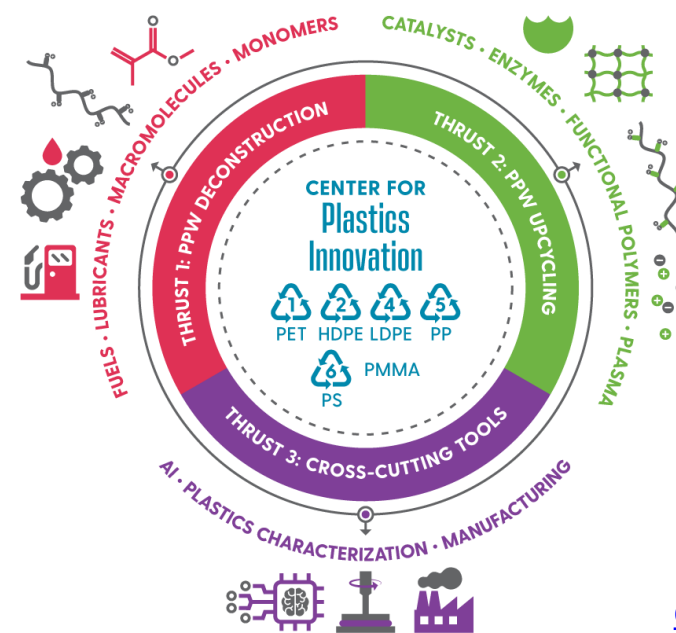 FUELS · LUBRICANTS · MACROMOLECULES · MONOMERS
CATALYSTS · ENZYMES · FUNCTIONAL POLYMERS · PLASMA
THRUST 1: PPW DECONSTRUCTION
THRUST 2: PPW UPCYCLING
CENTER FOR
Plastics
Innovation
1 2 4 5
PET HDPE LDPE PP
6 PMMA
PS
THRUST 3: CROSS-CUTTING TOOLS
AI · PLASTICS CHARACTERIZATION · MANUFACTURING